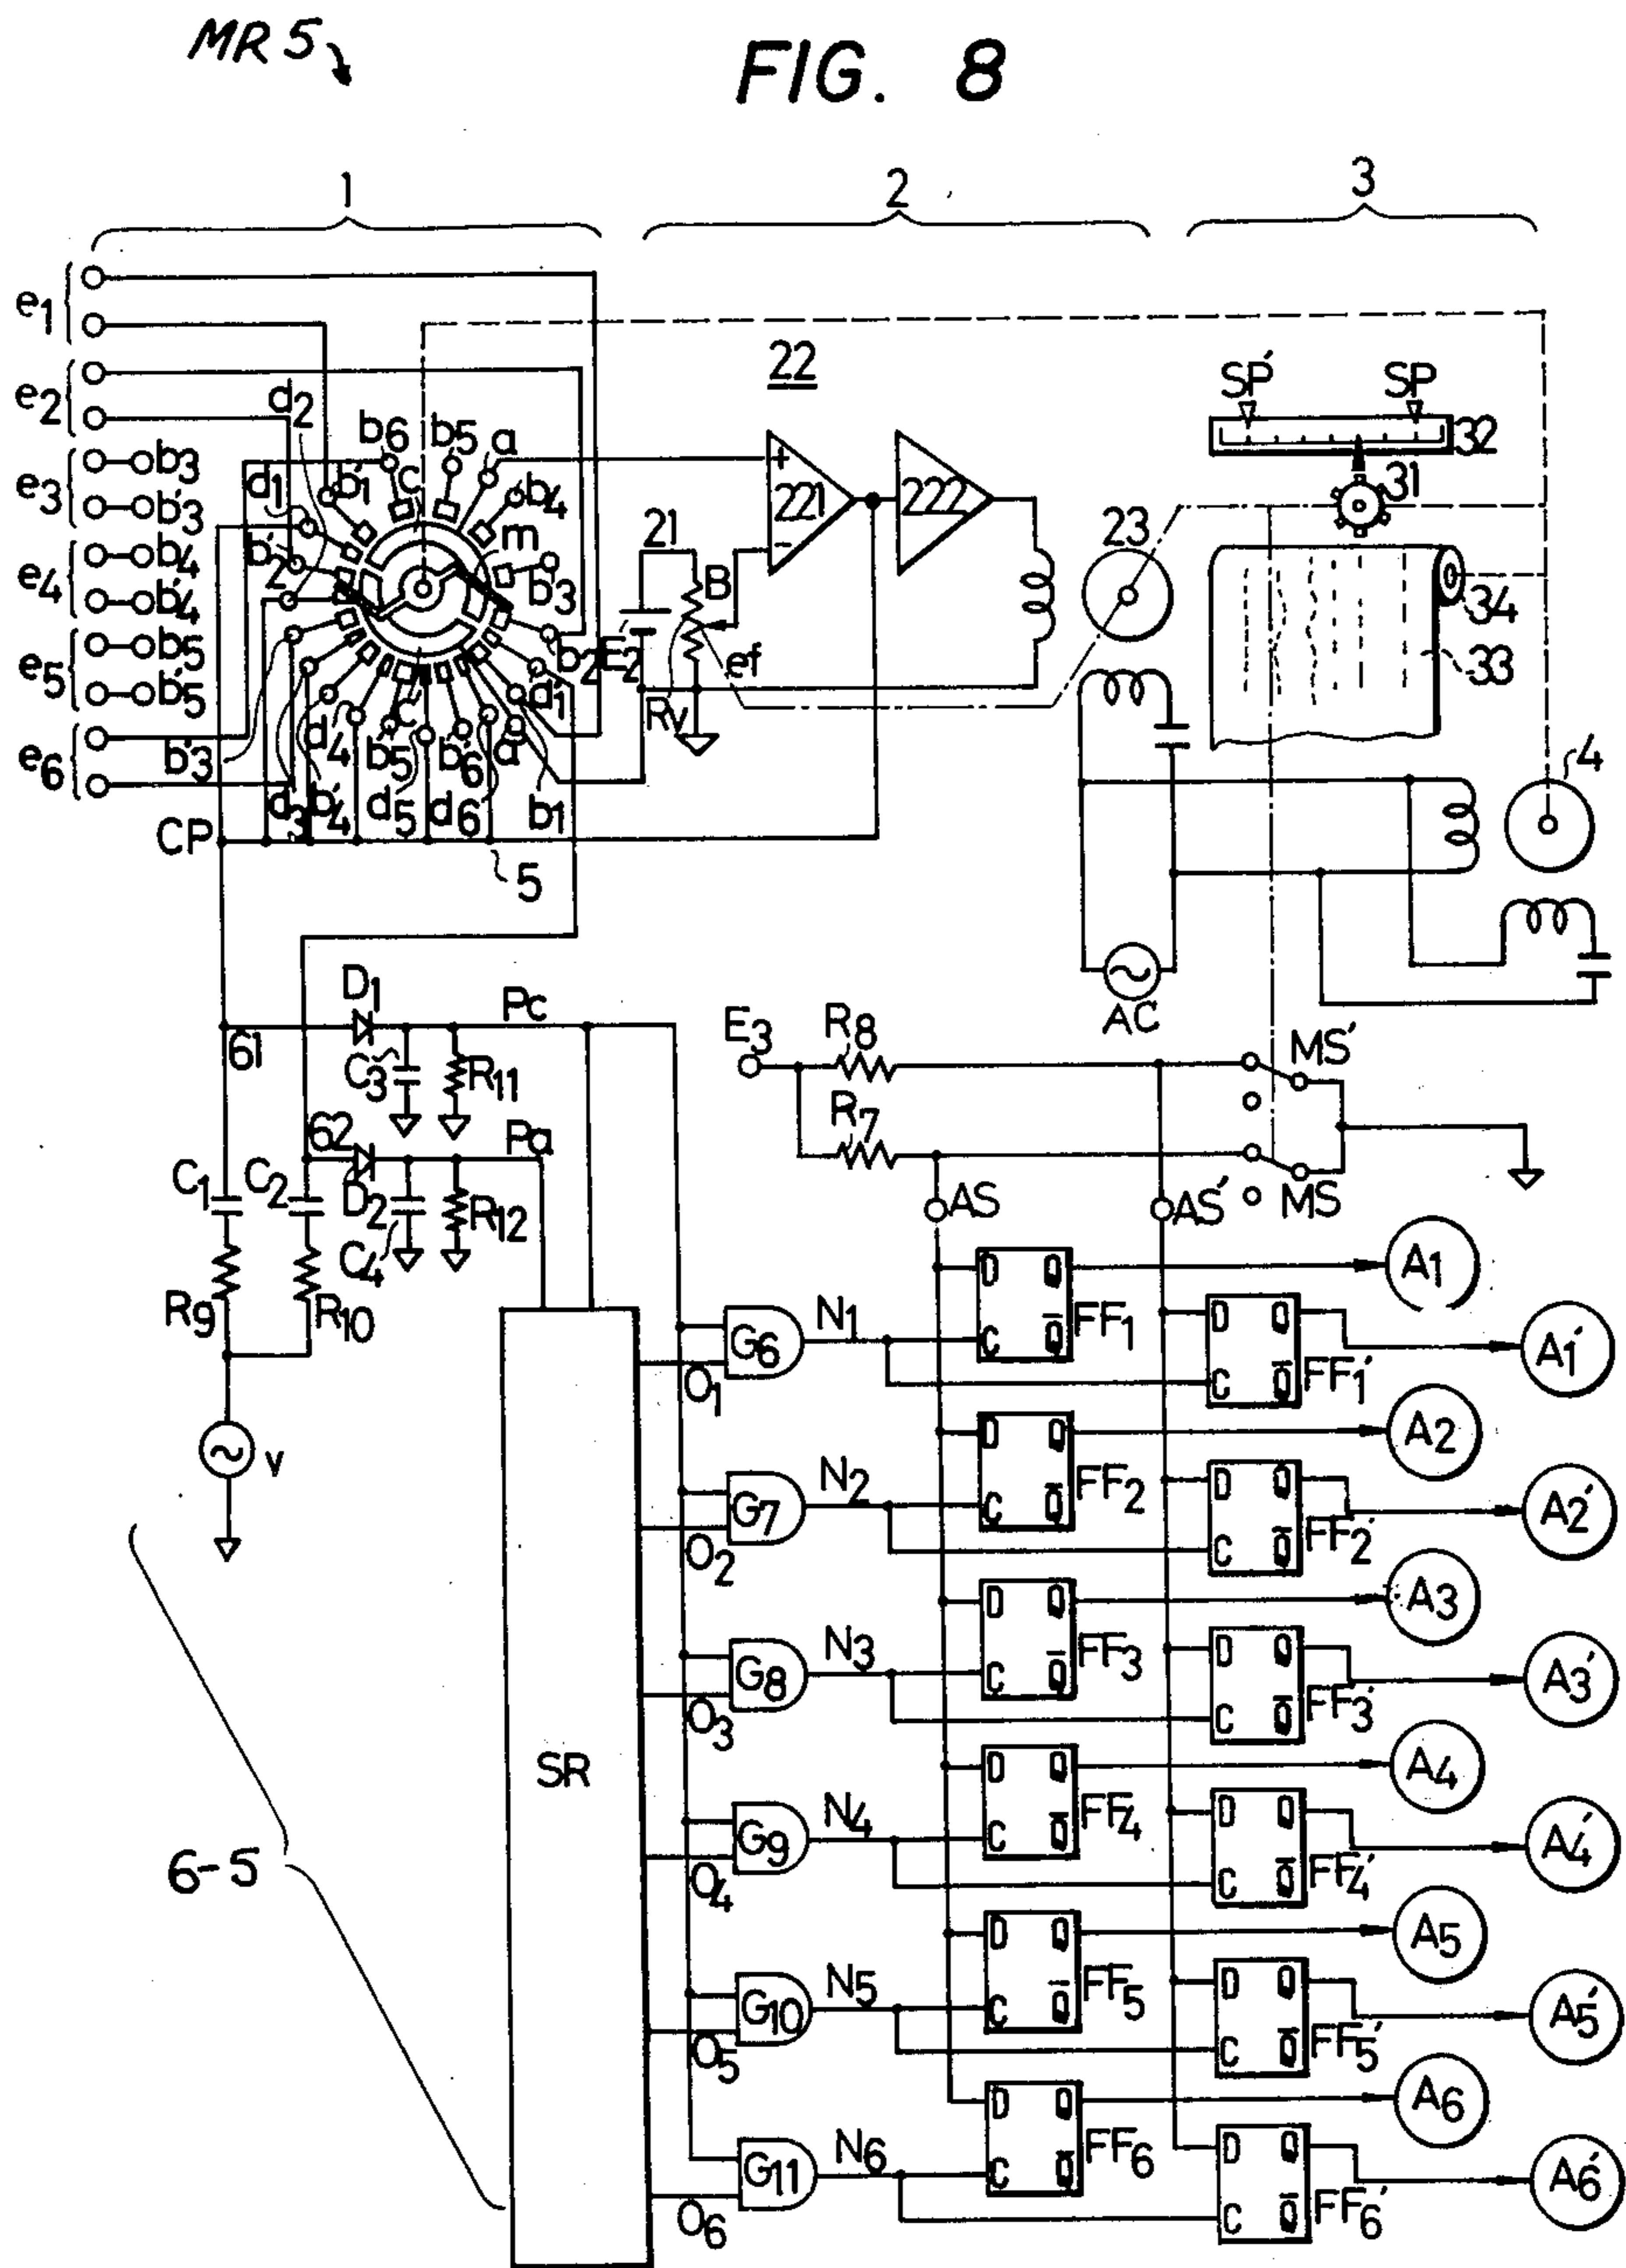 MR5
FIG. 8
1
2
3
e1
e2
e3
e4
e5
e6
b3
b'3
b4
b'4
b5
b'5
d2
b6
b5
a
d1
b'1
c
b4
m
b'2
b'3
b2
d'1
b'3
d4
b5
c
b'6
a
d3
b'4
d5
d6
b1
CP
5
22
21
B
E2
ef
RV
221
+
-
222
23
SP'
SP
32
31
34
33
4
AC
61
D1
Pc
C3
R11
62
Pa
C1
C2
D2
C4
R12
R9
R10
v
E3
R8
R7
MS'
MS
AS
AS'
6-5
SR
G6
O1
N1
D Q
C Q̅
FF1
A1
D Q
C Q̅
FF1'
A1'
G7
O2
N2
D Q
C Q̅
FF2
A2
D Q
C Q̅
FF2'
A2'
G8
O3
N3
D Q
C Q̅
FF3
A3
D Q
C Q̅
FF3'
A3'
G9
O4
N4
D Q
C Q̅
FF4
A4
D Q
C Q̅
FF4'
A4'
G10
O5
N5
D Q
C Q̅
FF5
A5
D Q
C Q̅
FF5'
A5'
G11
O6
N6
D Q
C Q̅
FF6
A6
D Q
C Q̅
FF6'
A6'